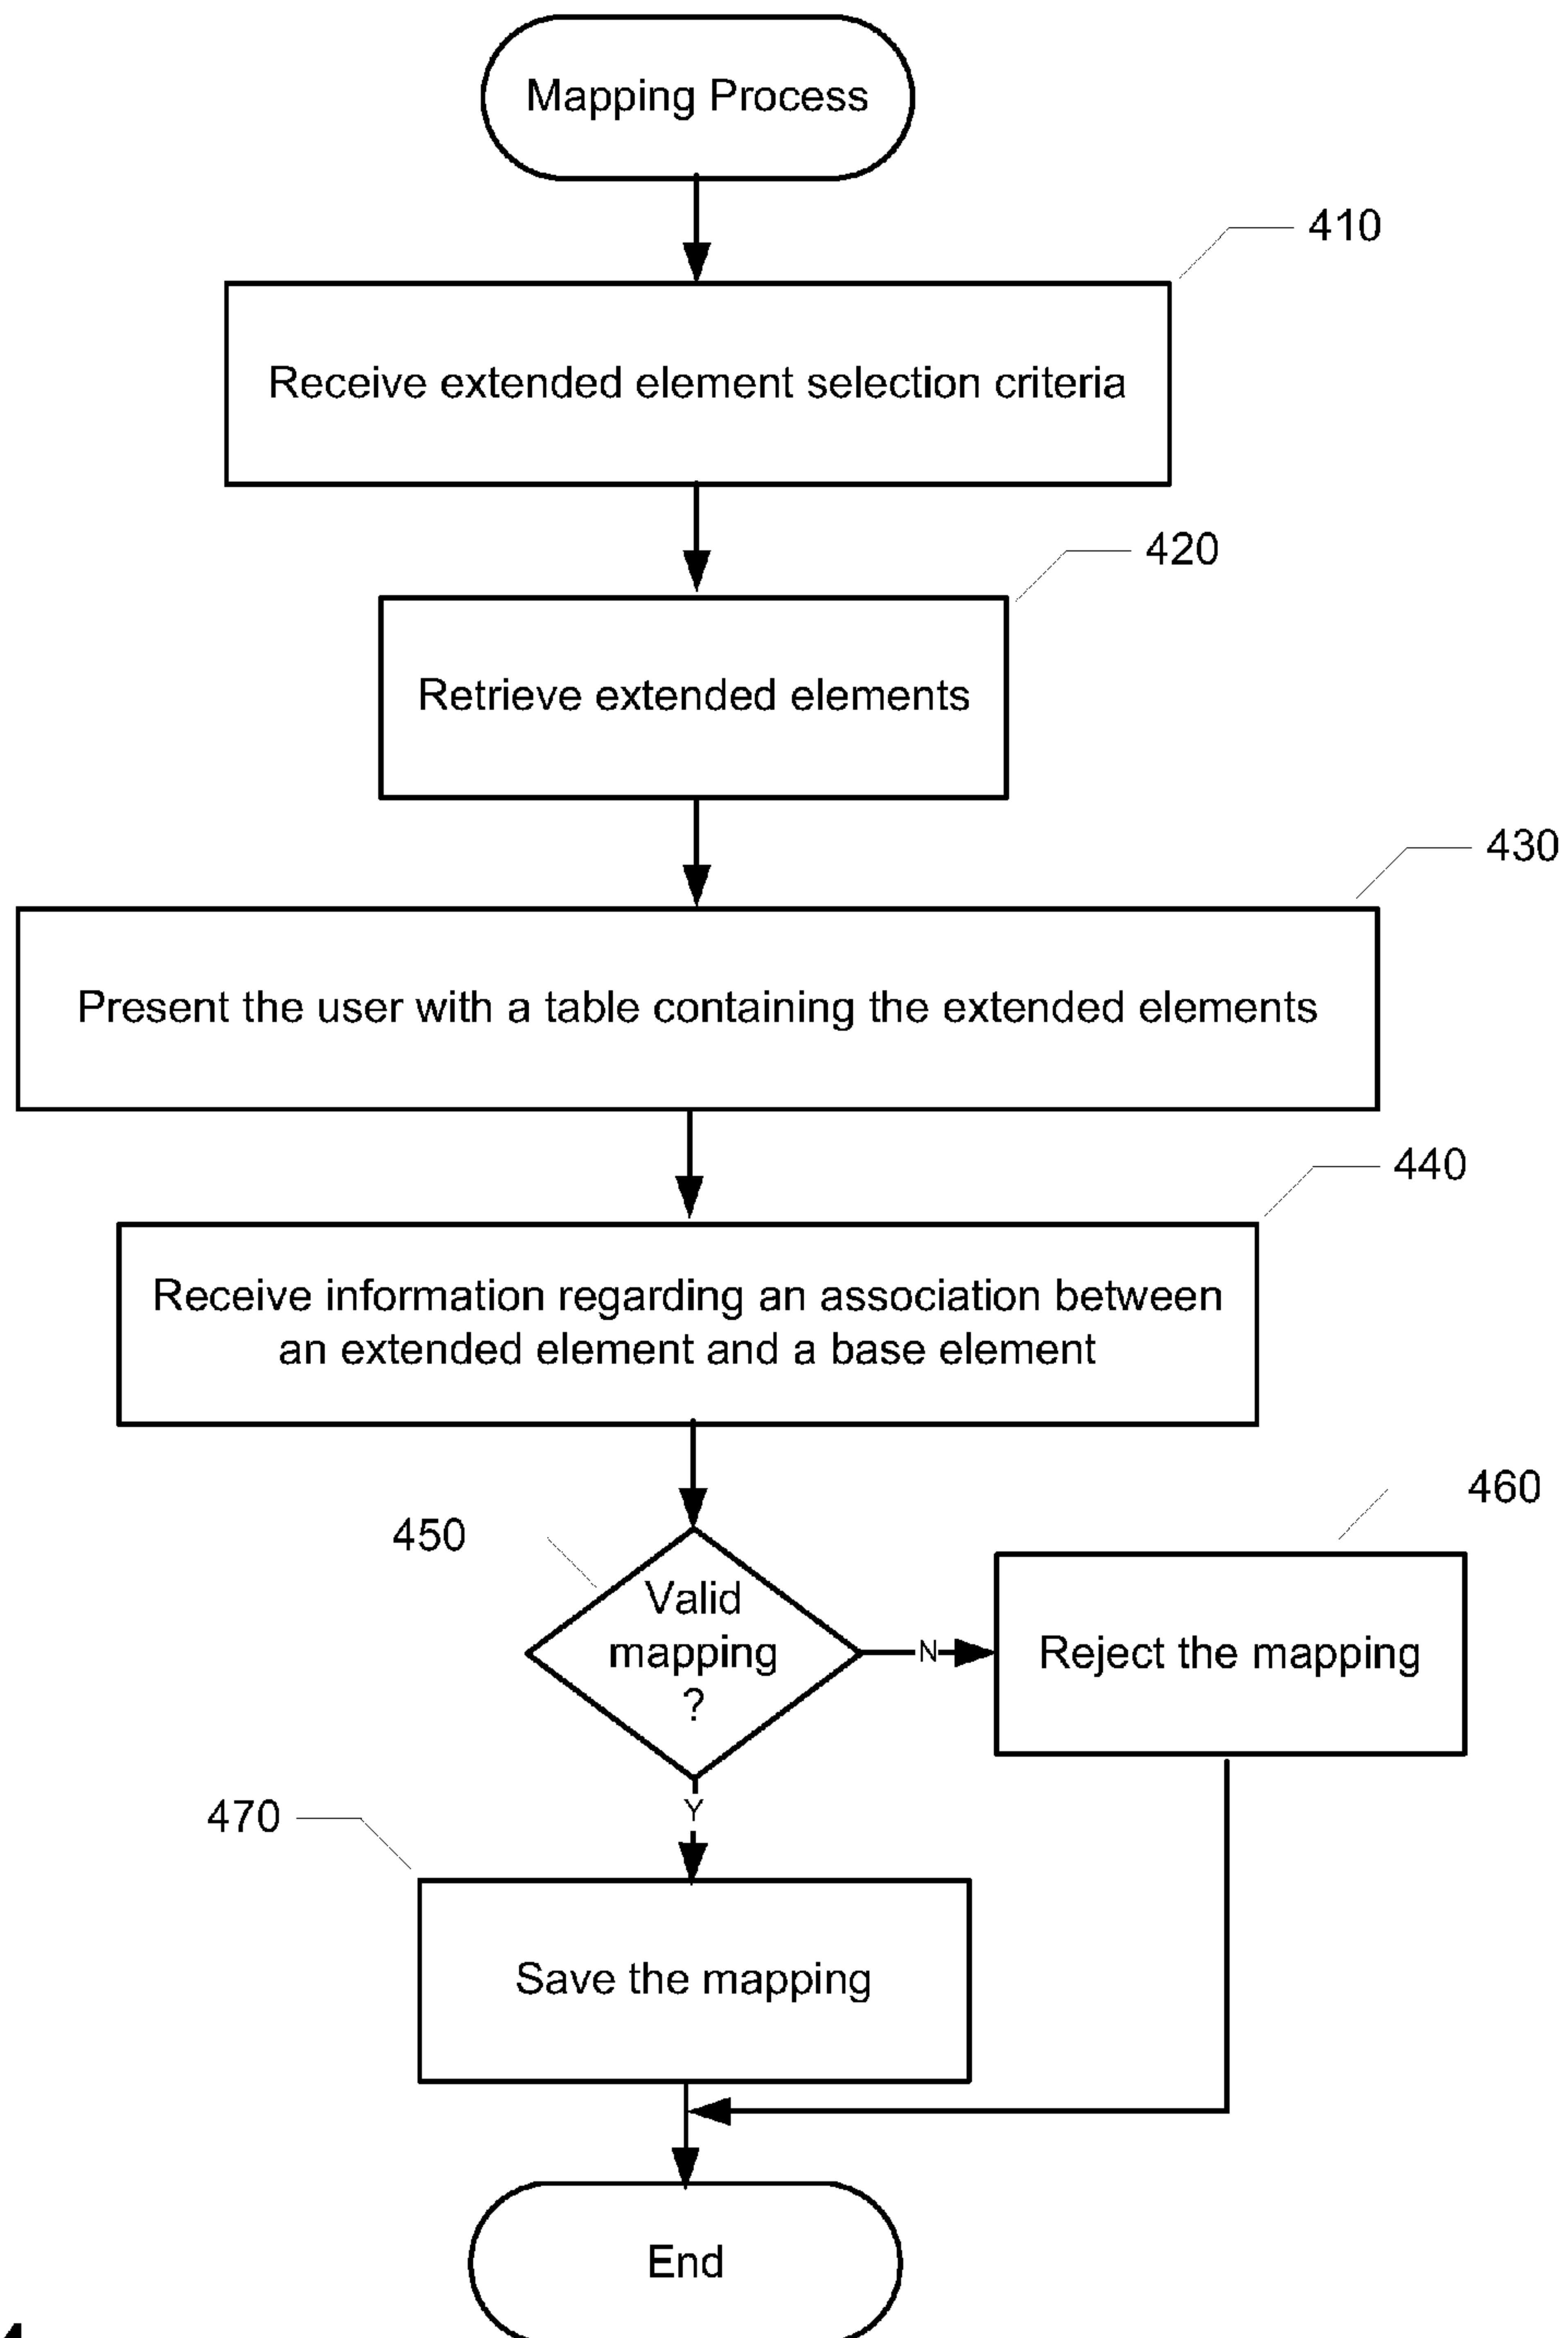 Mapping Process
410
Receive extended element selection criteria
420
Retrieve extended elements
430
Present the user with a table containing the extended elements
440
Receive information regarding an association between
an extended element and a base element
450
Valid
mapping
?
N
460
Reject the mapping
Y
470
Save the mapping
End